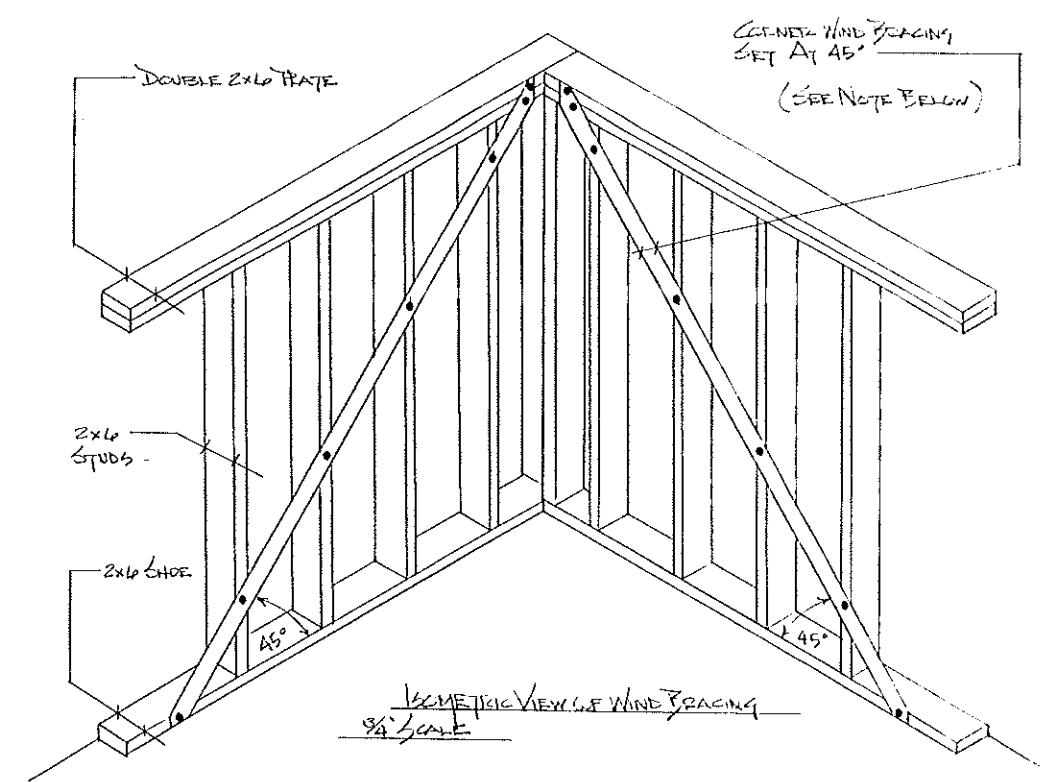 CORNER WIND BRACING
SET AT 45°
(SEE NOTE BELOW)
DOUBLE 2x6 PLATE
2x6
STUDS
2x6 SHOE
45°
45°
ISOMETRIC VIEW OF WIND BRACING
3/4" SCALE